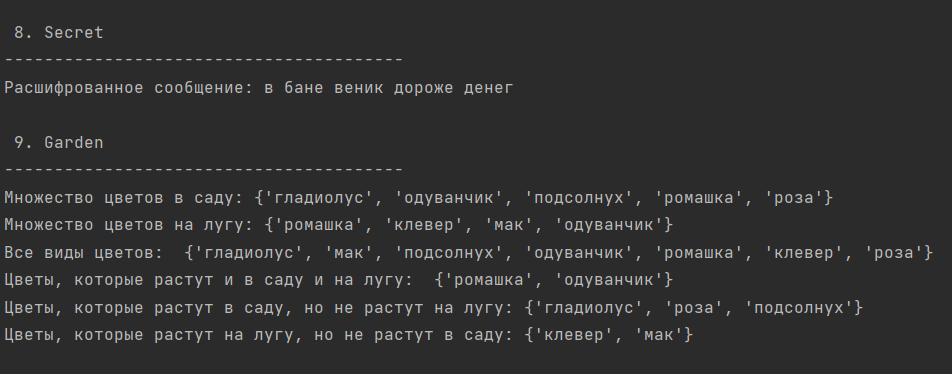 8. Secret
----------------------------------------
Расшифрованное сообщение: в бане веник дороже денег
9. Garden
----------------------------------------
Множество цветов в саду: {'гладиолус', 'одуванчик', 'подсолнух', 'ромашка', 'роза'}
Множество цветов на лугу: {'ромашка', 'клевер', 'мак', 'одуванчик'}
Все виды цветов:  {'гладиолус', 'мак', 'подсолнух', 'одуванчик', 'ромашка', 'клевер', 'роза'}
Цветы, которые растут и в саду и на лугу:  {'ромашка', 'одуванчик'}
Цветы, которые растут в саду, но не растут на лугу: {'гладиолус', 'роза', 'подсолнух'}
Цветы, которые растут на лугу, но не растут в саду: {'клевер', 'мак'}